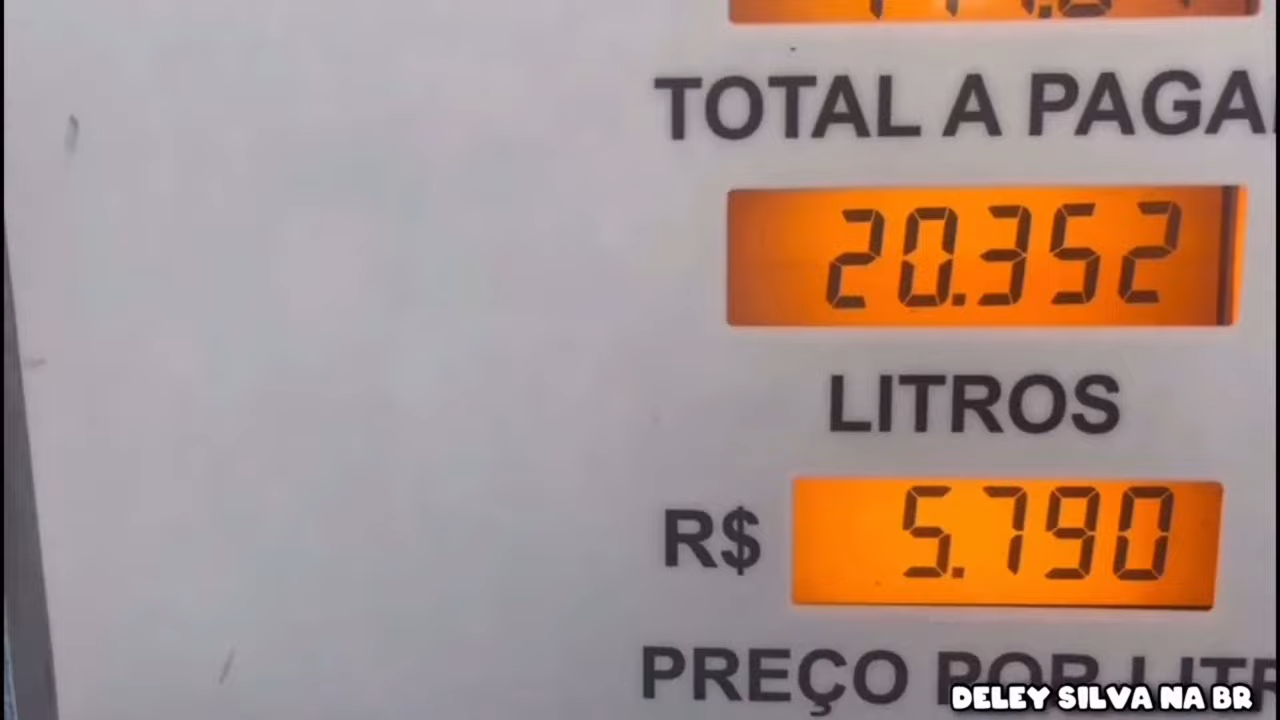 TOTAL A PAGA
20.352
LITROS
R$ 5.790
PREÇO POR LITR
DELEY SILVA NA BR